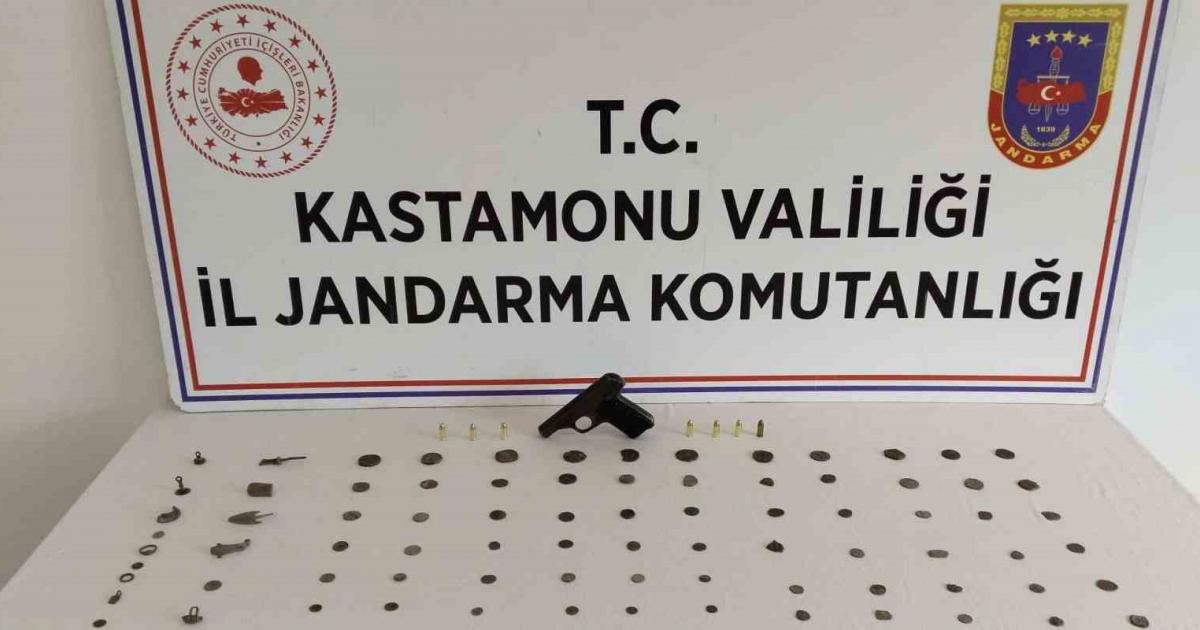 TÜRKİYE CUMHURİYETİ İÇİŞLERİ BAKANLIĞI
T.C.
KASTAMONU VALİLİĞİ
İL JANDARMA KOMUTANLIĞI
1839
JANDARMA